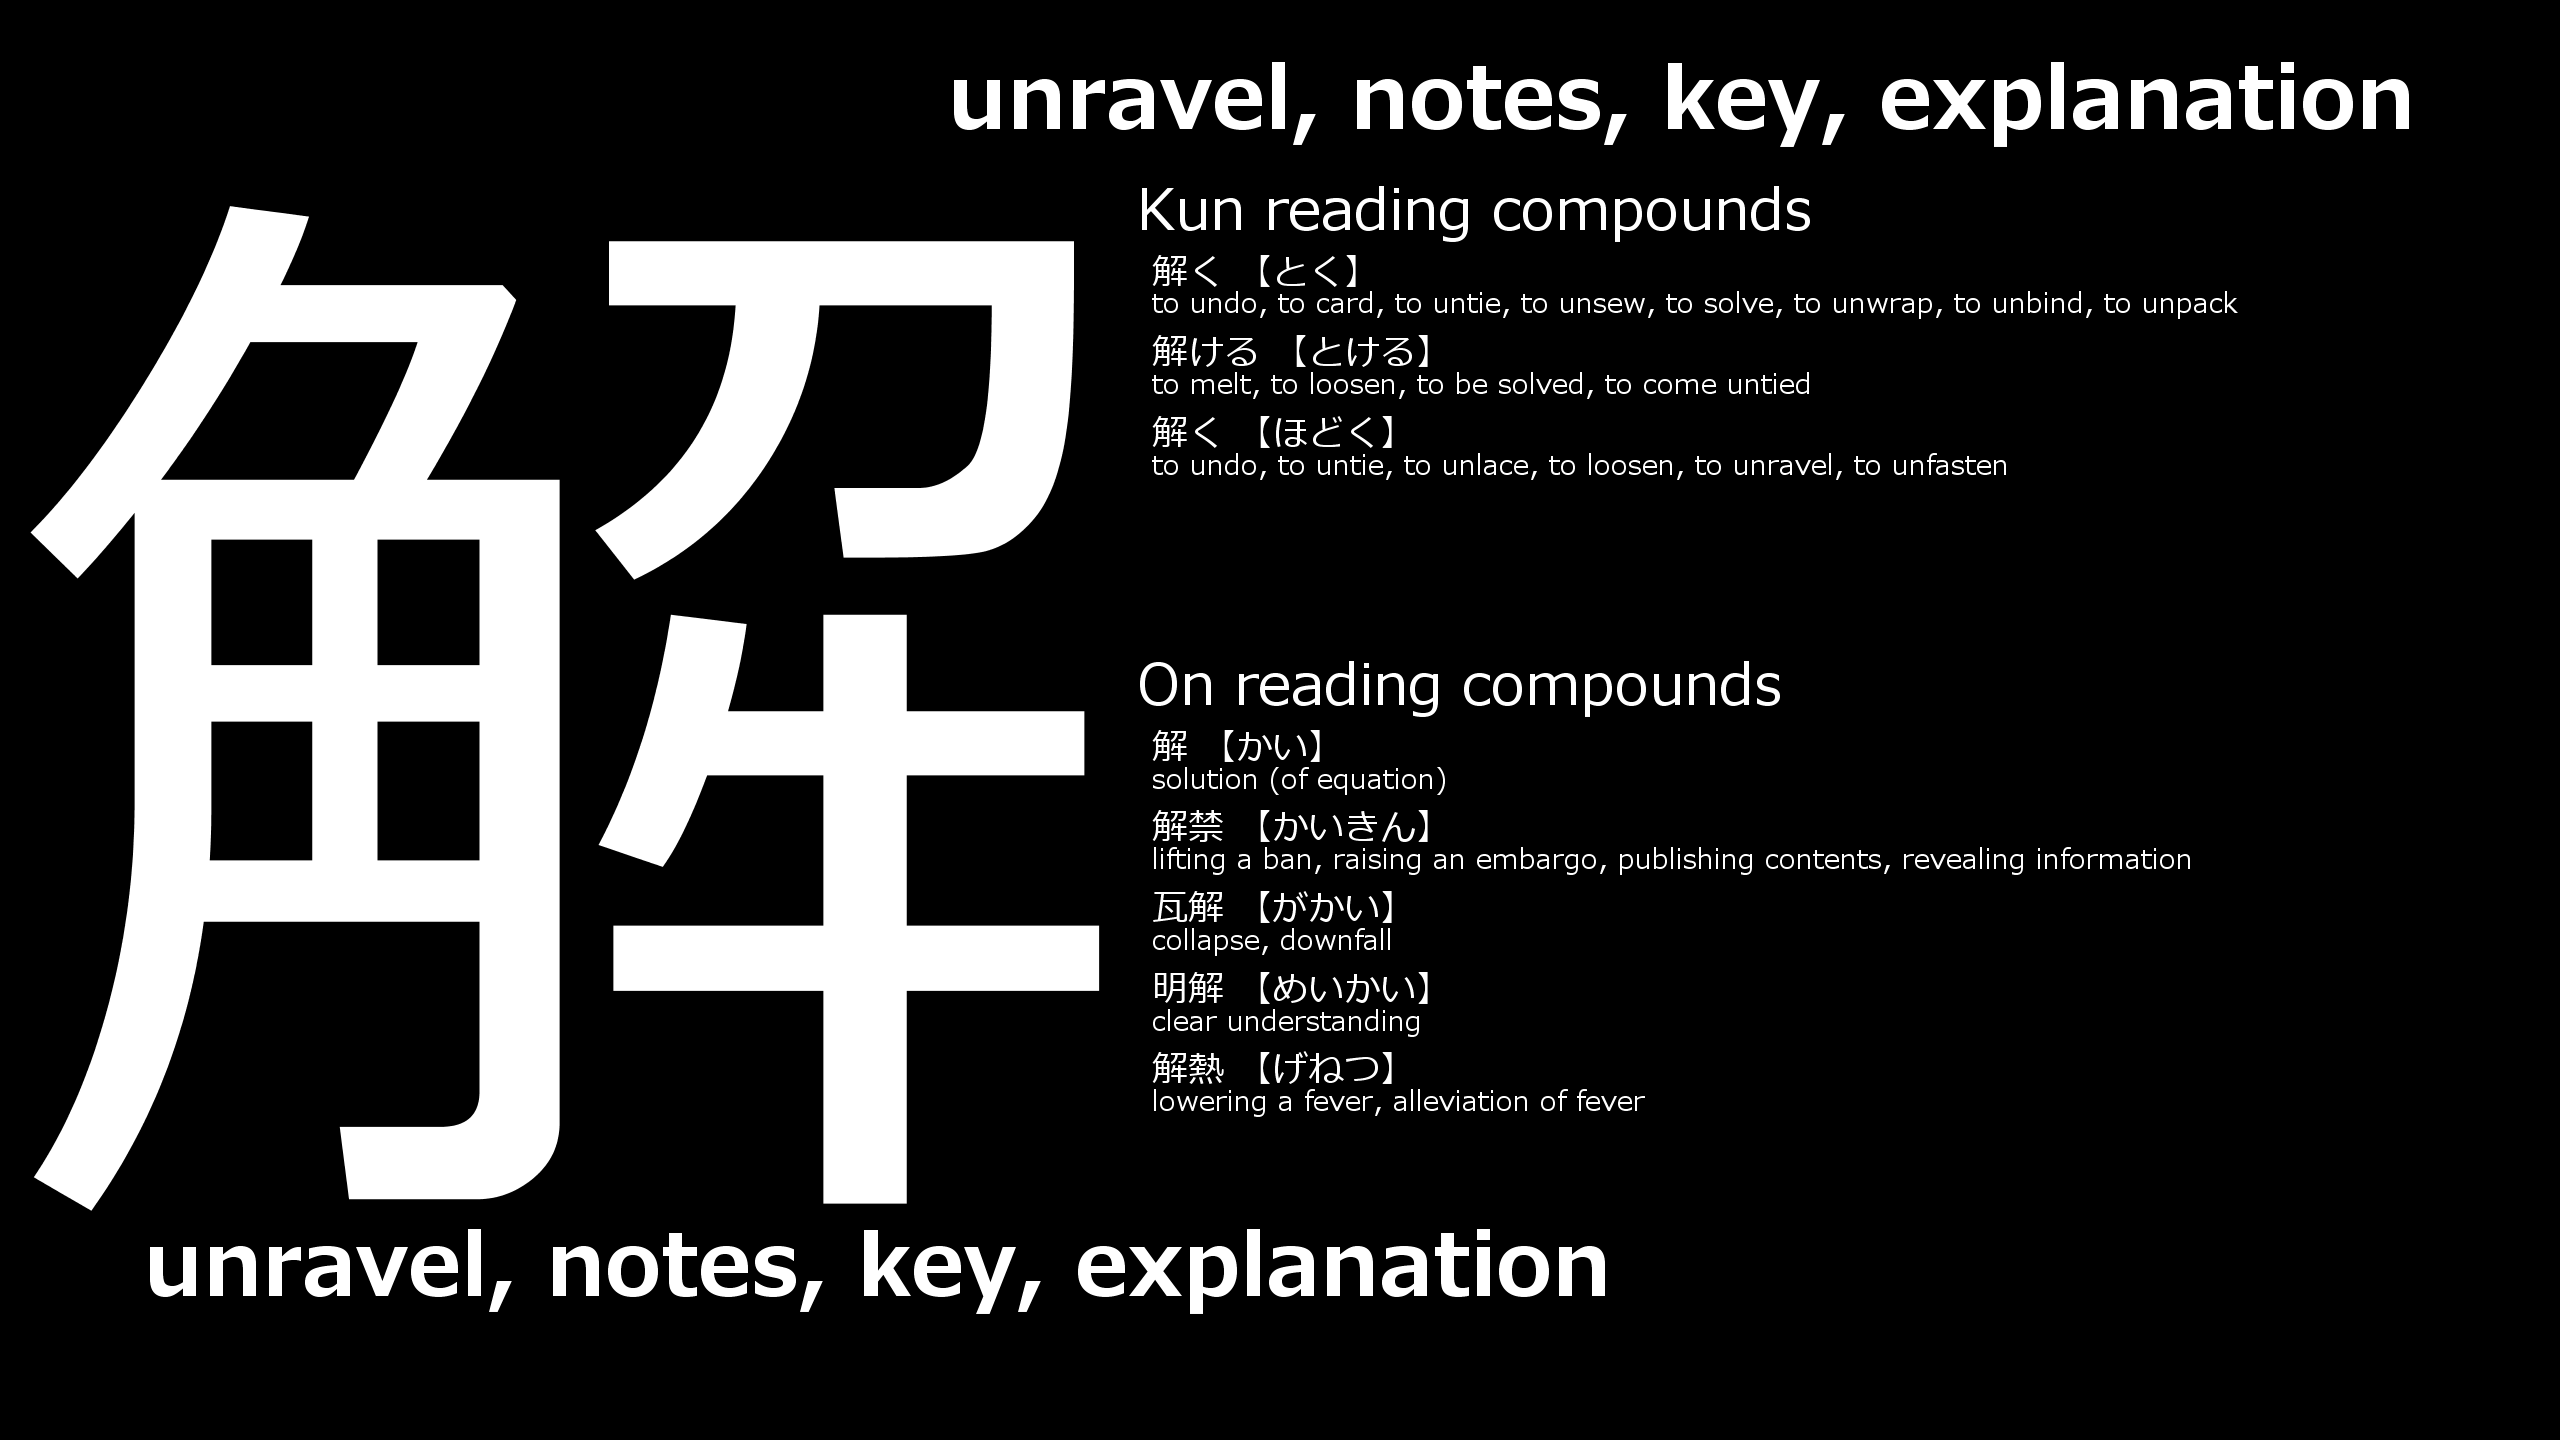 unravel, notes, key, explanation
解
Kun reading compounds
解く 【とく】
to undo, to card, to untie, to unsew, to solve, to unwrap, to unbind, to unpack
解ける 【とける】
to melt, to loosen, to be solved, to come untied
解く 【ほどく】
to undo, to untie, to unlace, to loosen, to unravel, to unfasten
On reading compounds
解 【かい】
solution (of equation)
解禁 【かいきん】
lifting a ban, raising an embargo, publishing contents, revealing information
瓦解 【がかい】
collapse, downfall
明解 【めいかい】
clear understanding
解熱 【げねつ】
lowering a fever, alleviation of fever
unravel, notes, key, explanation